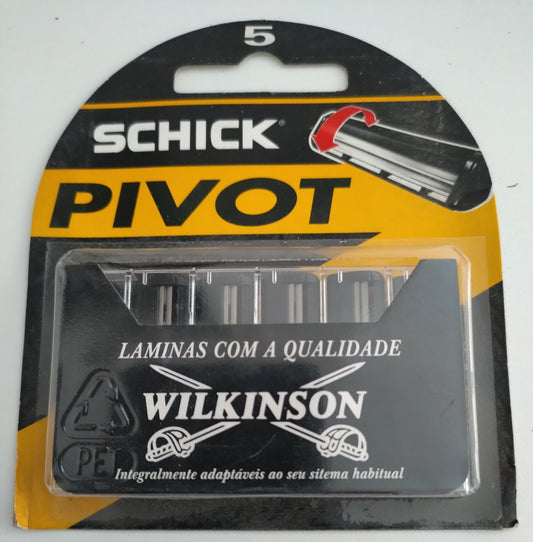 5
SCHICK®
PIVOT
LAMINAS COM A QUALIDADE
WILKINSON
PET
Integralmente adaptáveis ao seu sitema habitual